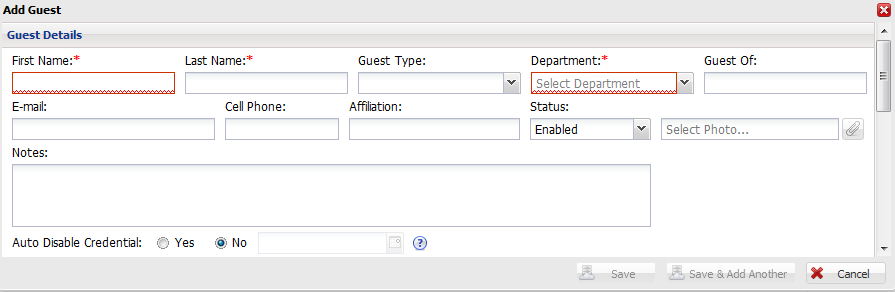 Add Guest
Guest Details
First Name:* Last Name:* Guest Type: Department:* Guest Of:
Select Department
E-mail: Cell Phone: Affiliation: Status:
Enabled Select Photo...
Notes:
Auto Disable Credential: Yes No
Save Save & Add Another Cancel